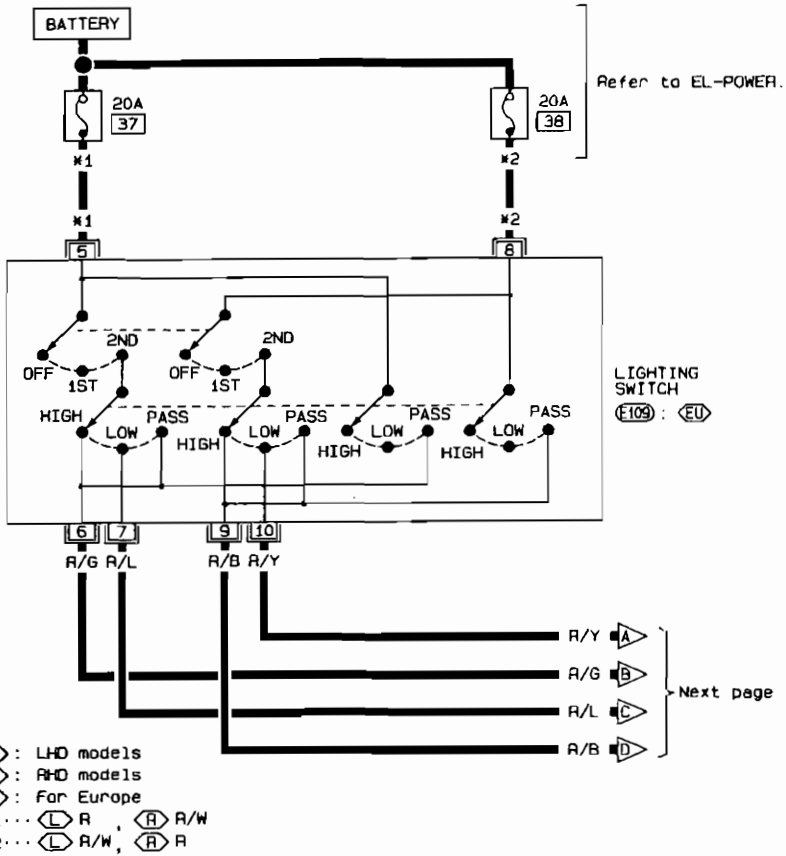 BATTERY
20A
37
20A
38
Refer to EL-POWER.
*1
*2
*1
*2
5
8
2ND
2ND
OFF
1ST
OFF
1ST
LIGHTING
SWITCH
E109 : EU
HIGH
LOW
PASS
HIGH
LOW
PASS
HIGH
LOW
PASS
HIGH
LOW
PASS
6
7
9
10
R/G
R/L
R/B
R/Y
R/Y A
R/G B
R/L C
R/B D
Next page
: LHD models
: RHD models
: For Europe
... L R , R R/W
... L R/W, R R